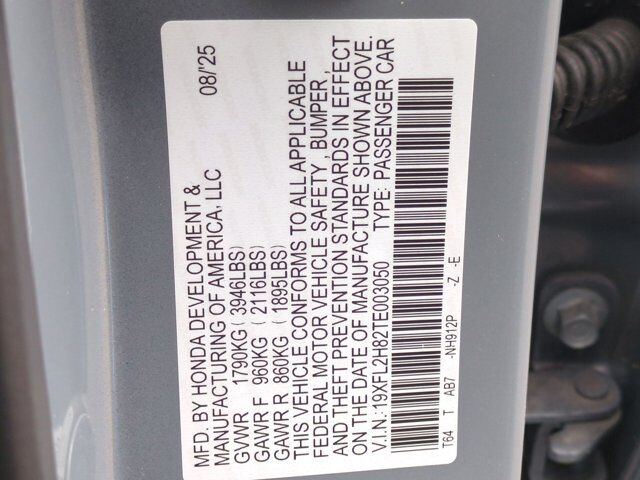 MFD. BY HONDA DEVELOPMENT & 08/'25
MANUFACTURING OF AMERICA, LLC
GVWR 1790KG (3946LBS)
GAWR F 960KG (2116LBS)
GAWR R 860KG (1895LBS)
THIS VEHICLE CONFORMS TO ALL APPLICABLE
FEDERAL MOTOR VEHICLE SAFETY, BUMPER,
AND THEFT PREVENTION STANDARDS IN EFFECT
ON THE DATE OF MANUFACTURE SHOWN ABOVE.
V.I.N.:19XFL2H82TE003050 TYPE: PASSENGER CAR
T64 T AB7 -NH912P -Z -E